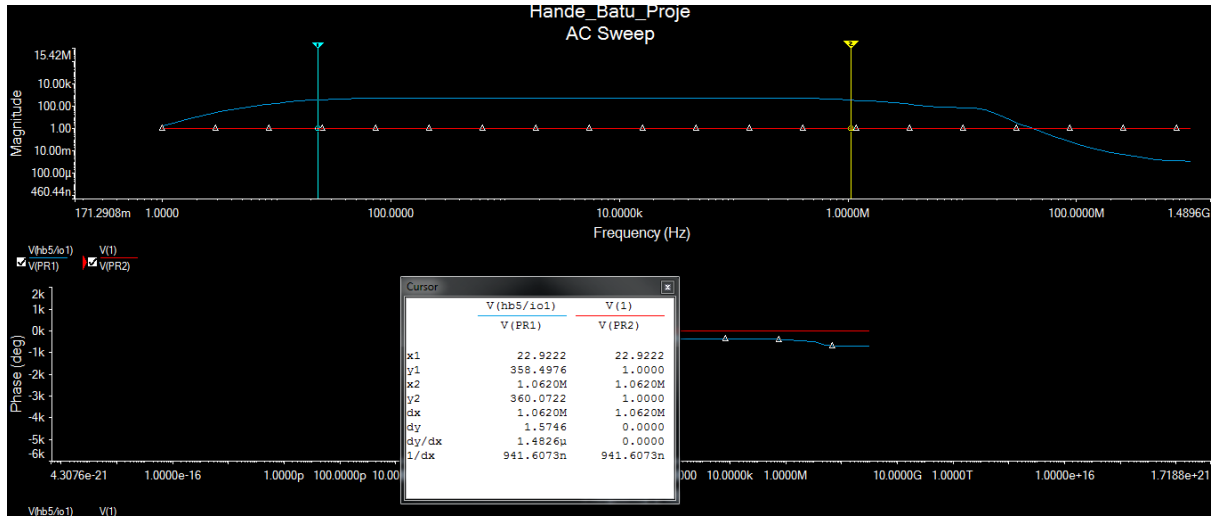 Hande_Batu_Proje
AC Sweep
Magnitude
15.42M
10.00k
100.00
1.00
10.00m
100.00µ
460.44n
1
2
171.2908m 1.0000 100.0000 10.0000k 1.0000M 100.0000M 1.4896G
Frequency (Hz)
V(hb5/io1) V(1)
V(PR1) V(PR2)
Phase (deg)
2k
1k
0k
-1k
-2k
-3k
-4k
-5k
-6k
Cursor
V(hb5/io1) V(1)
V(PR1) V(PR2)
x1 22.9222 22.9222
y1 358.4976 1.0000
x2 1.0620M 1.0620M
y2 360.0722 1.0000
dx 1.0620M 1.0620M
dy 1.5746 0.0000
dy/dx 1.4826µ 0.0000
1/dx 941.6073n 941.6073n
4.3076e-21 1.0000e-16 1.0000p 100.0000p 10.00 000 10.0000k 1.0000M 10.0000G 1.0000T 1.0000e+16 1.7188e+21
V(hb5/io1) V(1)